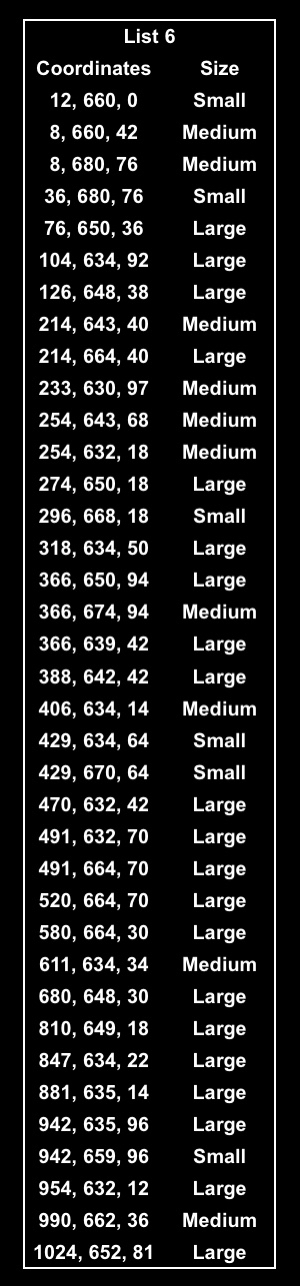 List 6
Coordinates Size
12, 660, 0 Small
8, 660, 42 Medium
8, 680, 76 Medium
36, 680, 76 Small
76, 650, 36 Large
104, 634, 92 Large
126, 648, 38 Large
214, 643, 40 Medium
214, 664, 40 Large
233, 630, 97 Medium
254, 643, 68 Medium
254, 632, 18 Medium
274, 650, 18 Large
296, 668, 18 Small
318, 634, 50 Large
366, 650, 94 Large
366, 674, 94 Medium
366, 639, 42 Large
388, 642, 42 Large
406, 634, 14 Medium
429, 634, 64 Small
429, 670, 64 Small
470, 632, 42 Large
491, 632, 70 Large
491, 664, 70 Large
520, 664, 70 Large
580, 664, 30 Large
611, 634, 34 Medium
680, 648, 30 Large
810, 649, 18 Large
847, 634, 22 Large
881, 635, 14 Large
942, 635, 96 Large
942, 659, 96 Small
954, 632, 12 Large
990, 662, 36 Medium
1024, 652, 81 Large